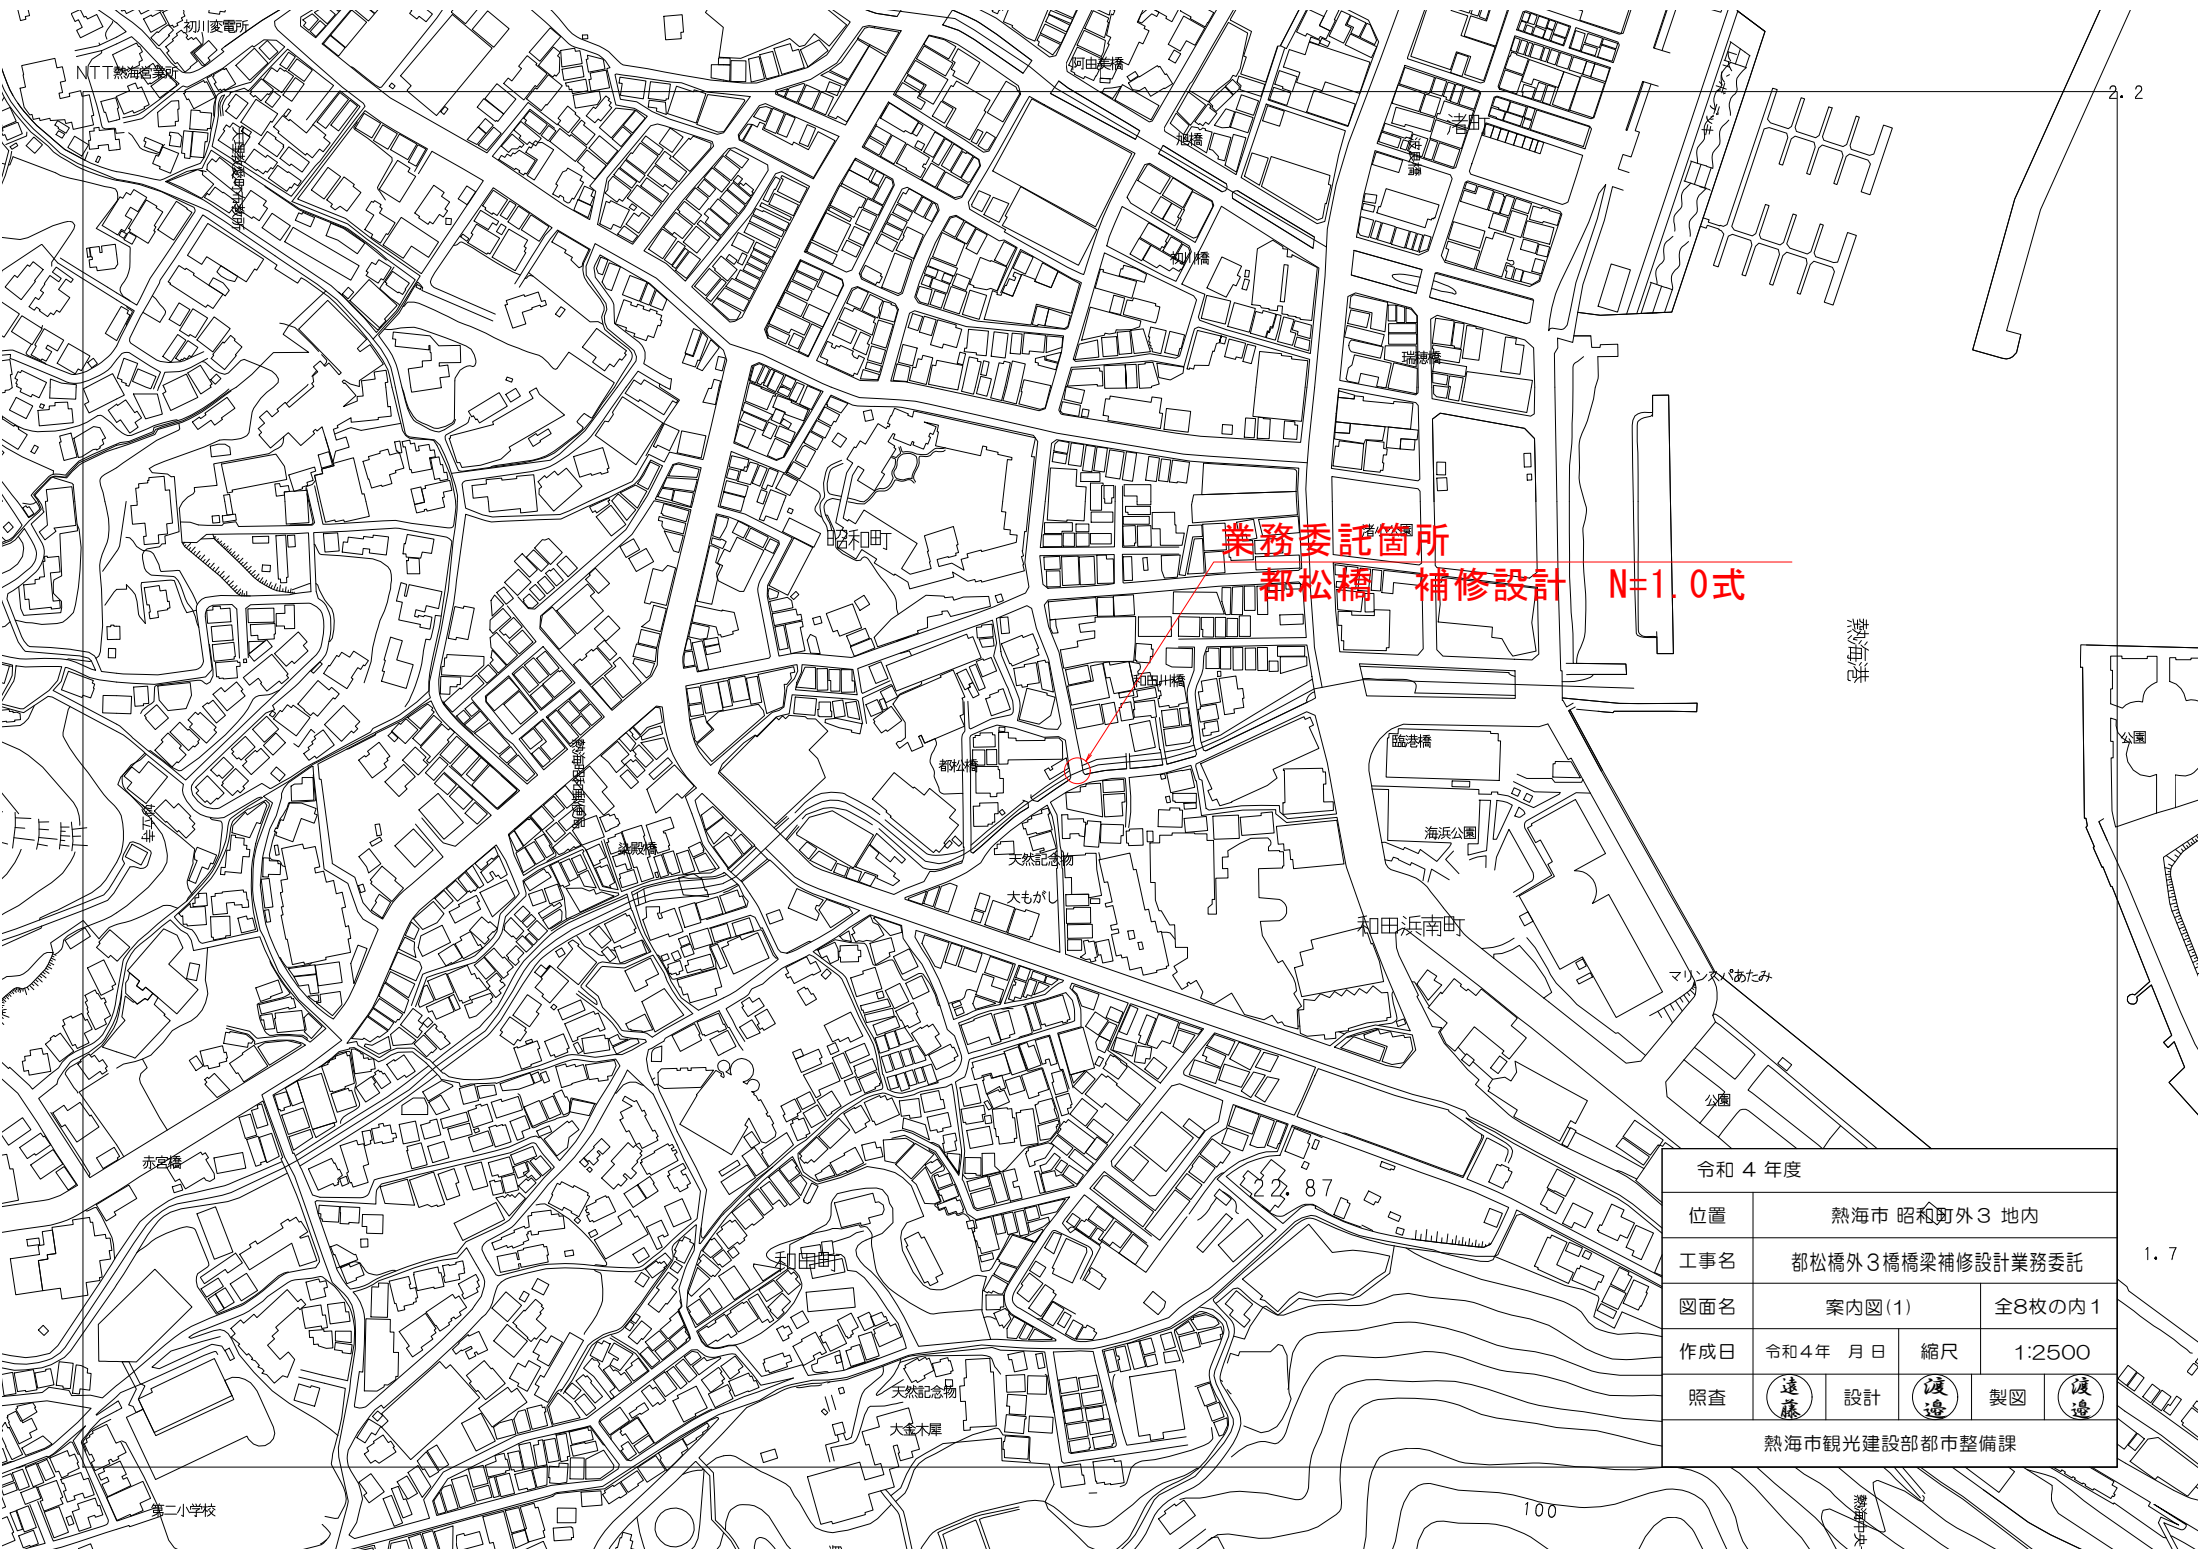 初川変電所
NTT熱海営業所
阿由美橋
2.2
渚町
旭橋
初川橋
瑞穂橋
昭和町
渚小公園
業務委託箇所
都松橋 補修設計 N=1.0式
熱海港
和田川橋
都松橋
臨港橋
公園
海浜公園
天然記念物
大もがし
和田浜南町
マリンスパあたみ
公園
赤宮橋
22.87
和田町
天然記念物
大金木犀
第二小学校
100
1.7
令和 4 年度
位置 熱海市 昭和町外3 地内
工事名 都松橋外3橋橋梁補修設計業務委託
図面名 案内図(1) 全8枚の内1
作成日 令和4年 月 日 縮尺 1:2500
照査 遠藤 設計 渡邉 製図 渡邉
熱海市観光建設部都市整備課